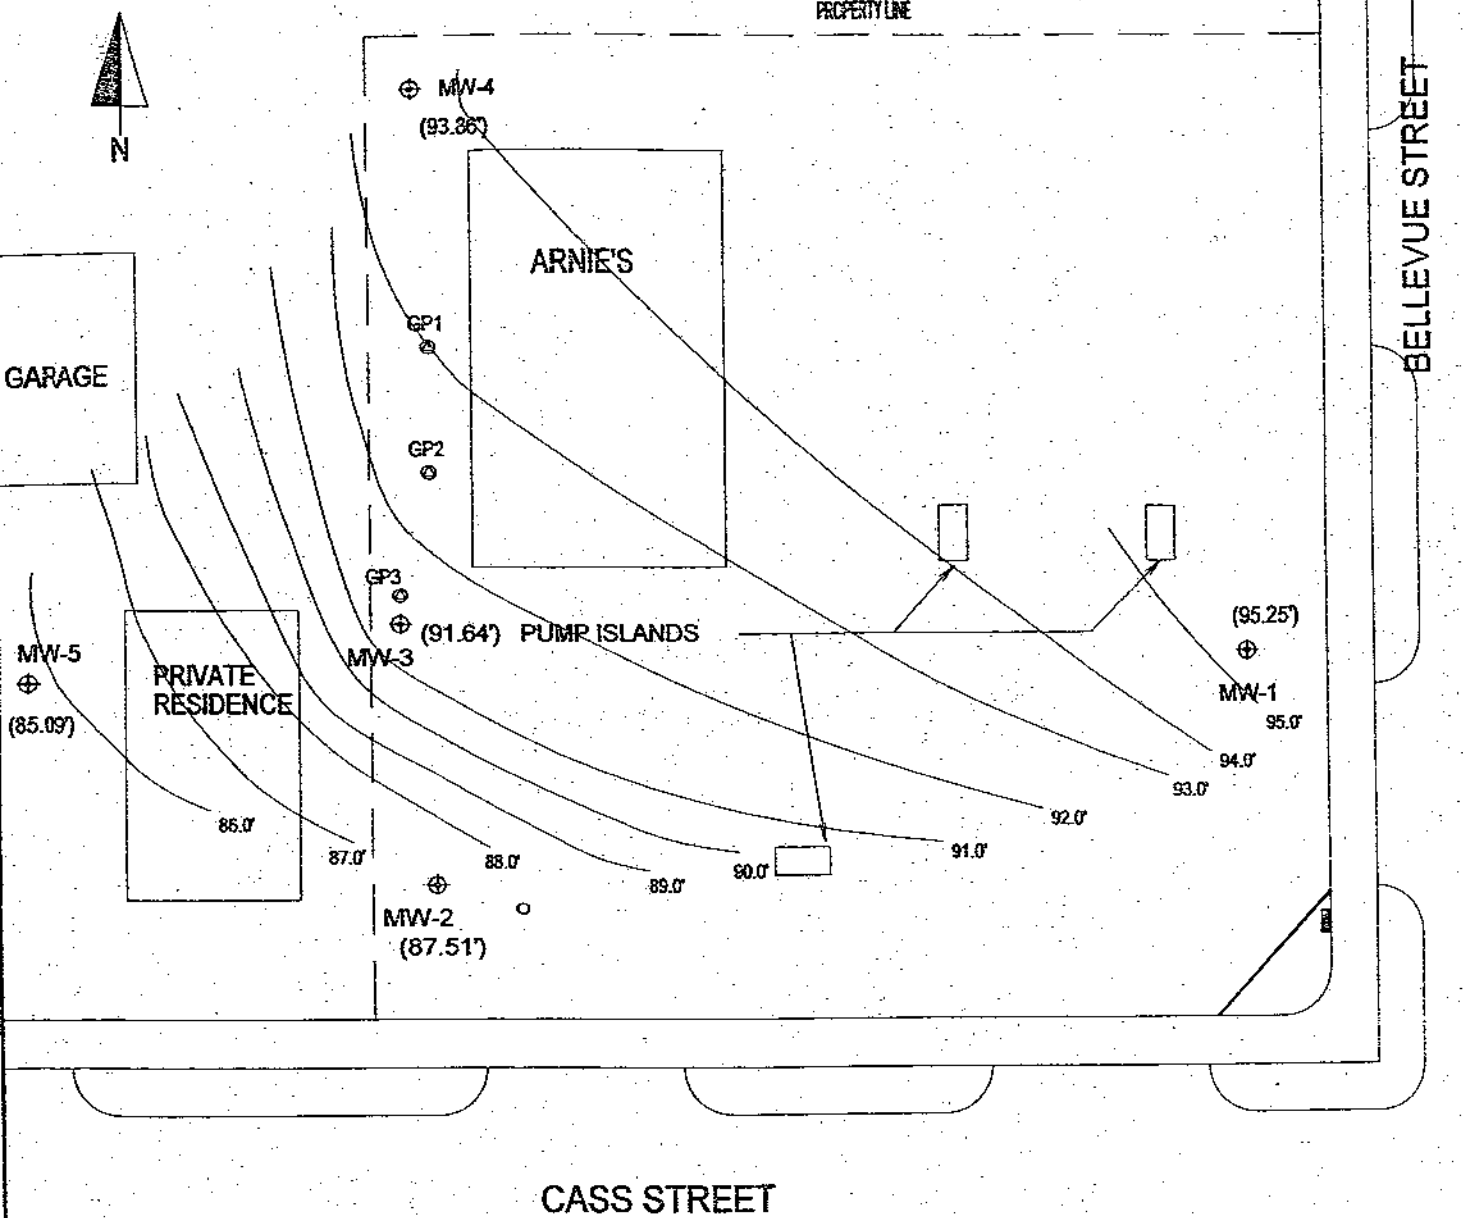 PROPERTY LINE
N
MW-4
(93.86')
BELLEVUE STREET
ARNIE'S
GP1
GARAGE
GP2
GP3
(91.64')
PUMP ISLANDS
MW-3
(95.25')
MW-1
95.0'
MW-5
(85.09')
PRIVATE
RESIDENCE
94.0'
93.0'
92.0'
91.0'
90.0'
89.0'
88.0'
87.0'
86.0'
MW-2
(87.51')
CASS STREET